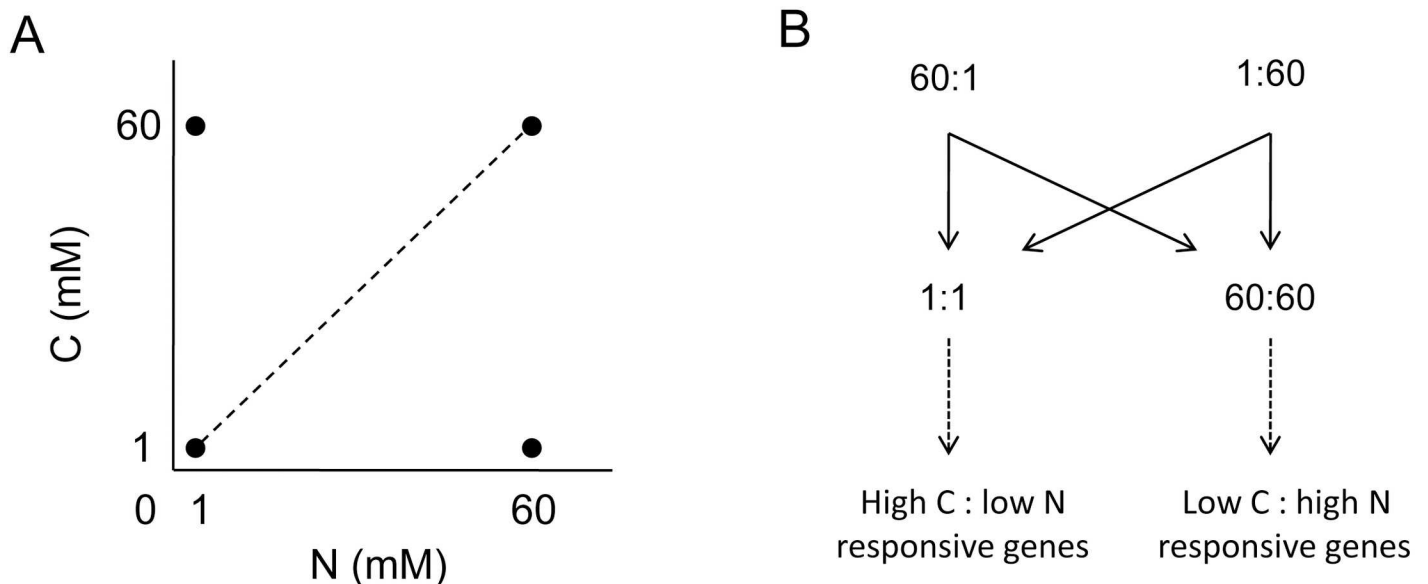 A
60
C (mM)
1
0 1 60
N (mM)
B
60:1 1:60
1:1 60:60
High C : low N
responsive genes
Low C : high N
responsive genes